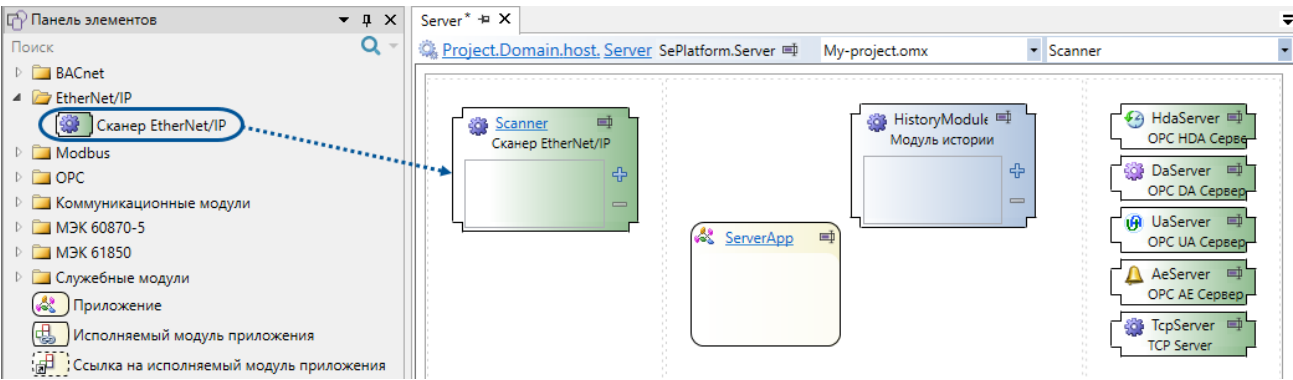 Панель элементов
Поиск
BACnet
EtherNet/IP
Сканер EtherNet/IP
Modbus
OPC
Коммуникационные модули
МЭК 60870-5
МЭК 61850
Служебные модули
Приложение
Исполняемый модуль приложения
Ссылка на исполняемый модуль приложения
Server*
Project.Domain.host. Server SePlatform.Server My-project.omx Scanner
Scanner
Сканер EtherNet/IP
ServerApp
HistoryModule
Модуль истории
HdaServer
OPC HDA Серве
DaServer
OPC DA Сервер
UaServer
OPC UA Сервер
AeServer
OPC AE Сервер
TcpServer
TCP Server